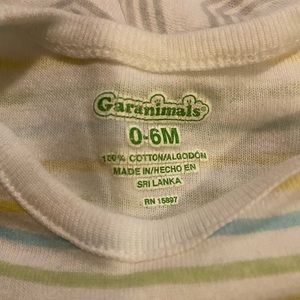 Garanimals®
0-6M
100% COTTON/ALGODÓN
MADE IN/HECHO EN
SRI LANKA
RN 15897